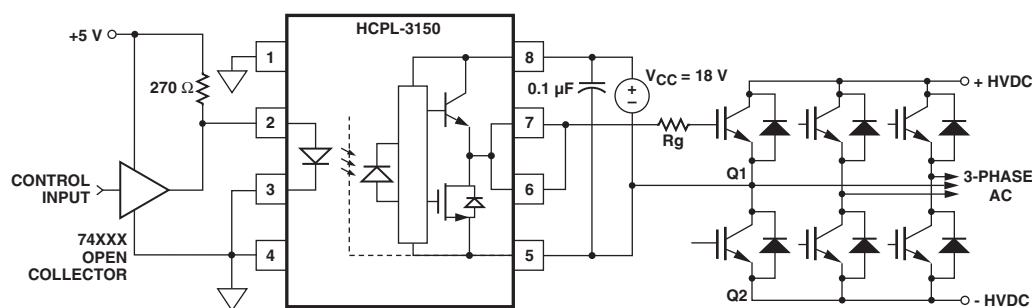 HCPL-3150
+5 V
270 Ω
1
2
3
4
CONTROL
INPUT
74XXX
OPEN
COLLECTOR
8
7
6
5
0.1 µF
VCC = 18 V
+
−
Rg
+ HVDC
Q1
3-PHASE
AC
Q2
- HVDC